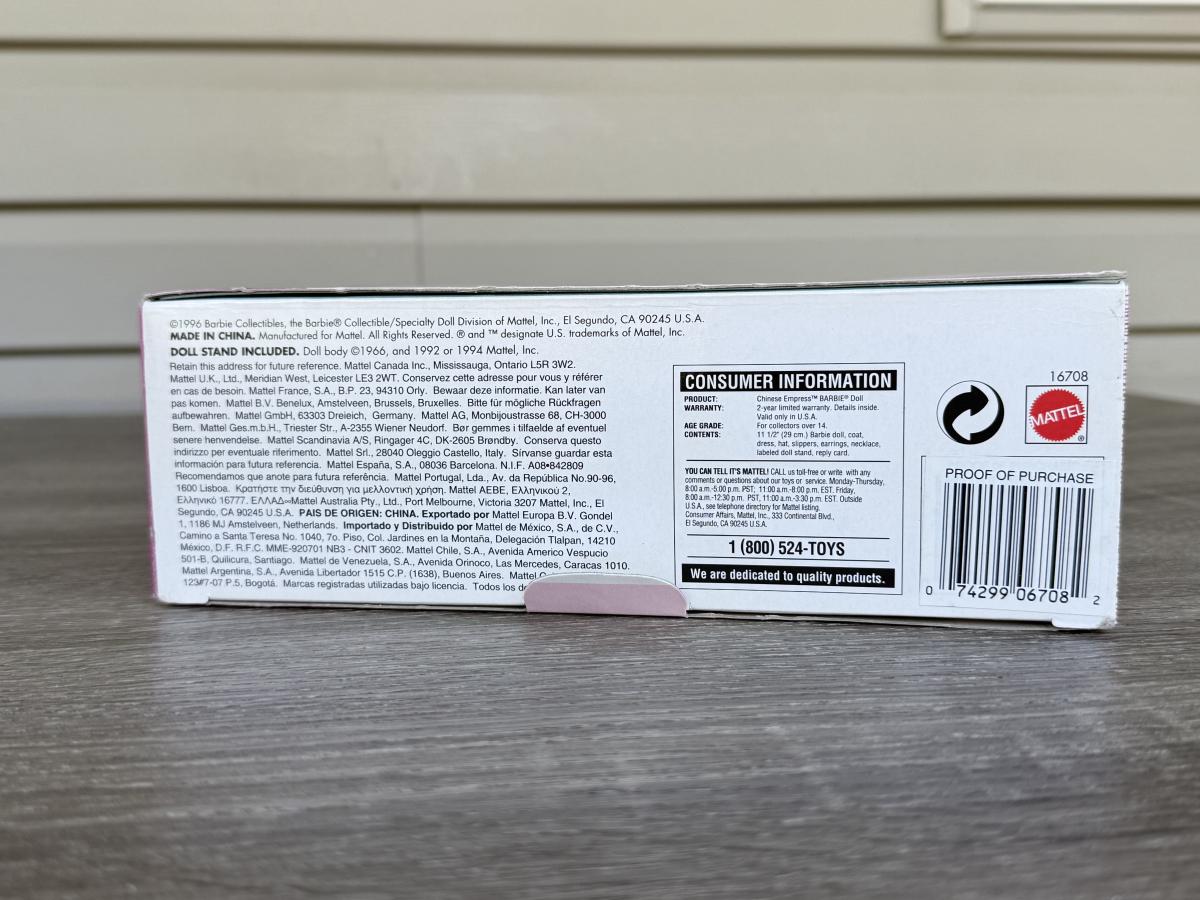 ©1996 Barbie Collectibles, the Barbie® Collectible/Specialty Doll Division of Mattel, Inc., El Segundo, CA 90245 U.S.A.
MADE IN CHINA. Manufactured for Mattel. All Rights Reserved. ® and ™ designate U.S. trademarks of Mattel, Inc.
DOLL STAND INCLUDED. Doll body ©1966, and 1992 or 1994 Mattel, Inc.
Retain this address for future reference. Mattel Canada Inc., Mississauga, Ontario L5R 3W2.
Mattel U.K., Ltd., Meridian West, Leicester LE3 2WT. Conservez cette adresse pour vous y référer
en cas de besoin. Mattel France, S.A., B.P. 23, 94310 Orly. Bewaar deze informatie. Kan later van
pas komen. Mattel B.V. Benelux, Amstelveen, Brussels, Bruxelles. Bitte für mögliche Rückfragen
aufbewahren. Mattel GmbH, 63303 Dreieich, Germany. Mattel AG, Monbijoustrasse 68, CH-3000
Bern. Mattel Ges.m.b.H., Triester Str., A-2355 Wiener Neudorf. Bør gemmes i tilfaelde af eventuel
senere henvendelse. Mattel Scandinavia A/S, Ringager 4C, DK-2605 Brøndby. Conserva questo
indirizzo per eventuale riferimento. Mattel Srl., 28040 Oleggio Castello, Italy. Sírvanse guardar esta
información para futura referencia. Mattel España, S.A., 08036 Barcelona. N.I.F. A08•842809
Recomendamos que anote para futura referência. Mattel Portugal, Lda., Av. da República No.90-96,
1600 Lisboa. Κρατήστε την διεύθυνση για μελλοντική χρήση. Mattel AEBE, Ελληνικού 2,
Ελληνικό 16777. ΕΛΛΑΔ∞Mattel Australia Pty., Ltd., Port Melbourne, Victoria 3207 Mattel, Inc., El
Segundo, CA 90245 U.S.A. PAIS DE ORIGEN: CHINA. Exportado por Mattel Europa B.V. Gondel
1, 1186 MJ Amstelveen, Netherlands. Importado y Distribuido por Mattel de México, S.A., de C.V.,
Camino a Santa Teresa No. 1040, 7o. Piso, Col. Jardines en la Montaña, Delegación Tlalpan, 14210
México, D.F. R.F.C. MME-920701 NB3 - CNIT 3602. Mattel Chile, S.A., Avenida Americo Vespucio
501-B, Quilicura, Santiago. Mattel de Venezuela, S.A., Avenida Orinoco, Las Mercedes, Caracas 1010.
Mattel Argentina, S.A., Avenida Libertador 1515 C.P. (1638), Buenos Aires. Mattel
123#7-07 P.5, Bogotá. Marcas registradas utilizadas bajo licencia. Todos los
CONSUMER INFORMATION
PRODUCT: Chinese Empress™ BARBIE® Doll
WARRANTY: 2-year limited warranty. Details inside.
Valid only in U.S.A.
AGE GRADE: For collectors over 14.
CONTENTS: 11 1/2" (29 cm.) Barbie doll, coat,
dress, hat, slippers, earrings, necklace,
labeled doll stand, reply card.
YOU CAN TELL IT'S MATTEL! CALL us toll-free or write with any
comments or questions about our toys or service. Monday-Thursday,
8:00 a.m.-5:00 p.m. PST; 11:00 a.m.-8:00 p.m. EST. Friday,
8:00 a.m.-12:30 p.m. PST, 11:00 a.m.-3:30 p.m. EST. Outside
U.S.A., see telephone directory for Mattel listing.
Consumer Affairs, Mattel, Inc., 333 Continental Blvd.,
El Segundo, CA 90245 U.S.A.
1 (800) 524-TOYS
We are dedicated to quality products.
16708
MATTEL
®
PROOF OF PURCHASE
0 74299 06708 2